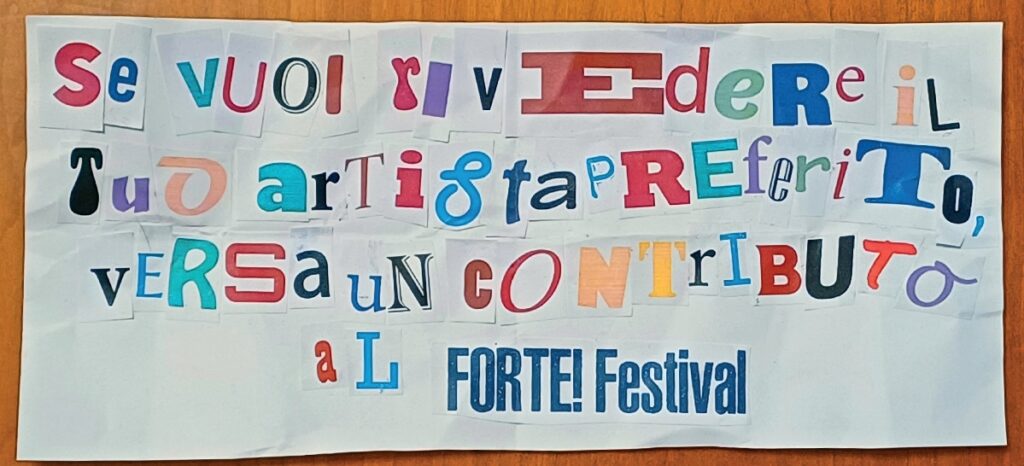 Se VUOI riVEdeRe iL
TuO arTiSta PREferiTo,
vERSa uN CONTrIBUTO
aL FORTE! Festival